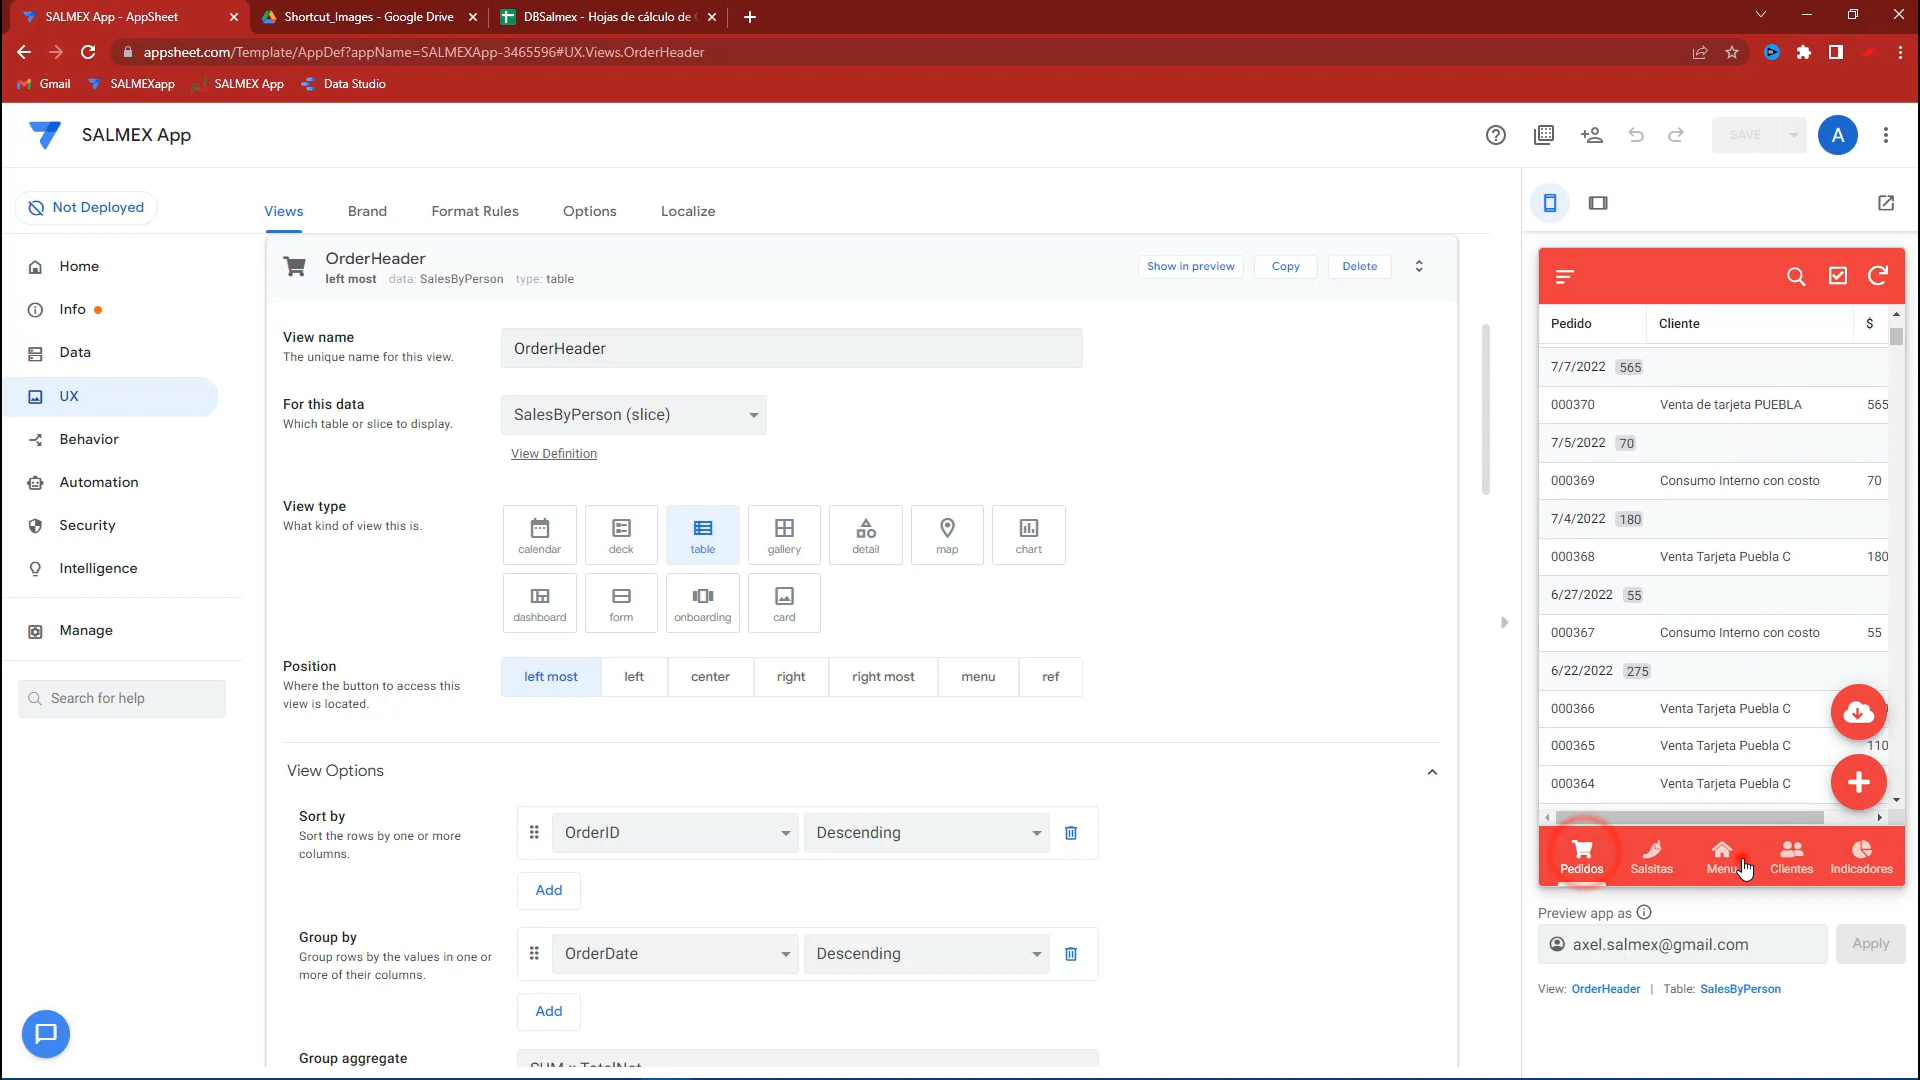 SALMEX App - AppSheet
Shortcut_Images - Google Drive
DBSalmex - Hojas de cálculo de
appsheet.com/Template/AppDef?appName=SALMEXApp-3465596#UX.Views.OrderHeader
Gmail
SALMEXapp
SALMEX App
Data Studio
SALMEX App
SAVE
A
Not Deployed
Home
Info
Data
UX
Behavior
Automation
Security
Intelligence
Manage
Search for help
Views
Brand
Format Rules
Options
Localize
OrderHeader
left most data: SalesByPerson type: table
Show in preview
Copy
Delete
View name
The unique name for this view.
OrderHeader
For this data
Which table or slice to display.
SalesByPerson (slice)
View Definition
View type
What kind of view this is.
calendar
deck
table
gallery
detail
map
chart
dashboard
form
onboarding
card
Position
Where the button to access this
view is located.
left most
left
center
right
right most
menu
ref
View Options
Sort by
Sort the rows by one or more
columns.
OrderID
Descending
Add
Group by
Group rows by the values in one or
more of their columns.
OrderDate
Descending
Add
Group aggregate
Pedido Cliente $
7/7/2022 565
000370 Venta de tarjeta PUEBLA 565
7/5/2022 70
000369 Consumo Interno con costo 70
7/4/2022 180
000368 Venta Tarjeta Puebla C 180
6/27/2022 55
000367 Consumo Interno con costo 55
6/22/2022 275
000366 Venta Tarjeta Puebla C
000365 Venta Tarjeta Puebla C 110
000364 Venta Tarjeta Puebla C
Pedidos
Salsitas
Menu
Clientes
Indicadores
Preview app as
axel.salmex@gmail.com
Apply
View: OrderHeader | Table: SalesByPerson